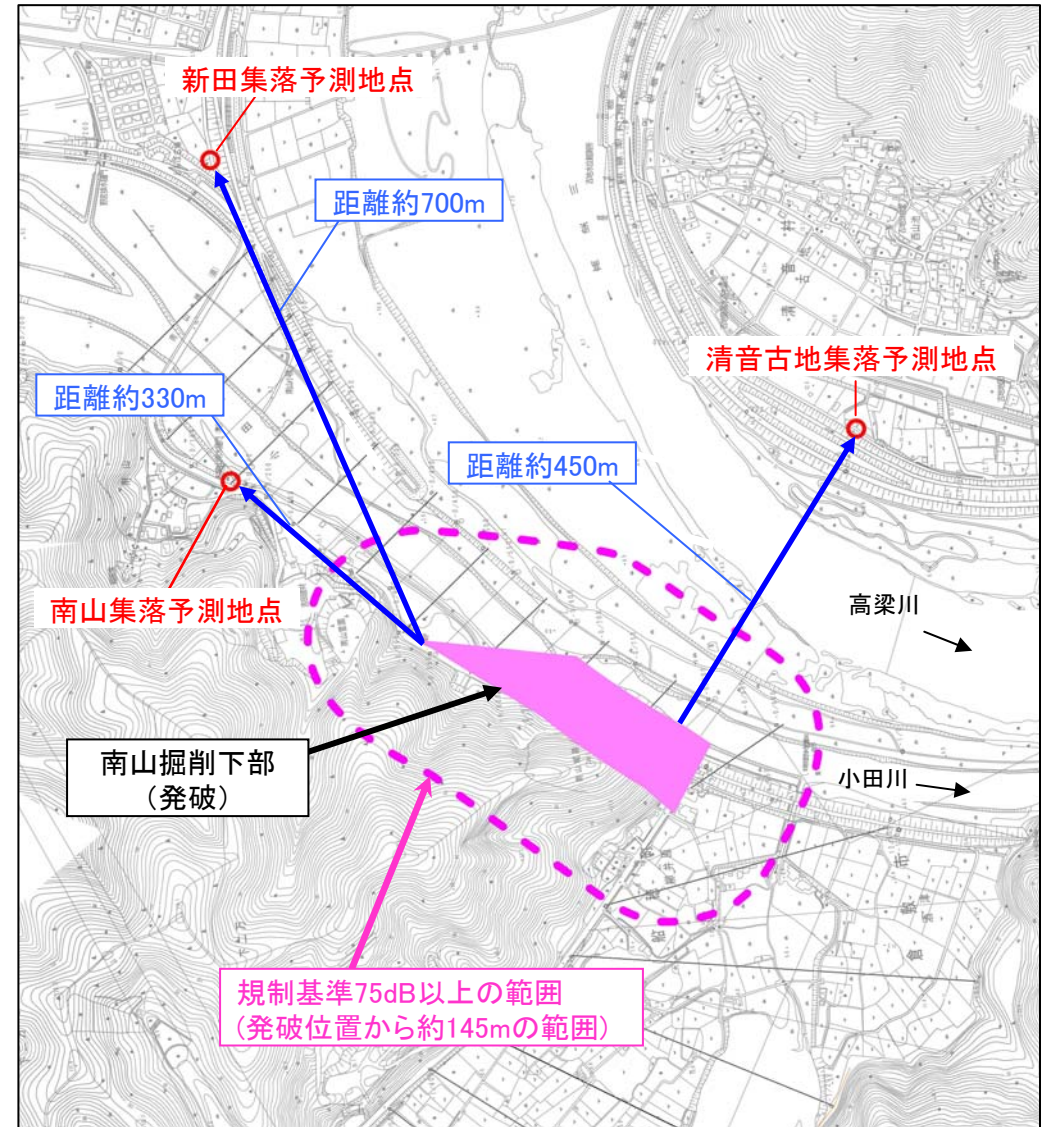 新田集落予測地点
距離約700m
清音古地集落予測地点
距離約330m
距離約450m
南山集落予測地点
高梁川
南山掘削下部
(発破)
小田川
規制基準75dB以上の範囲
(発破位置から約145mの範囲)